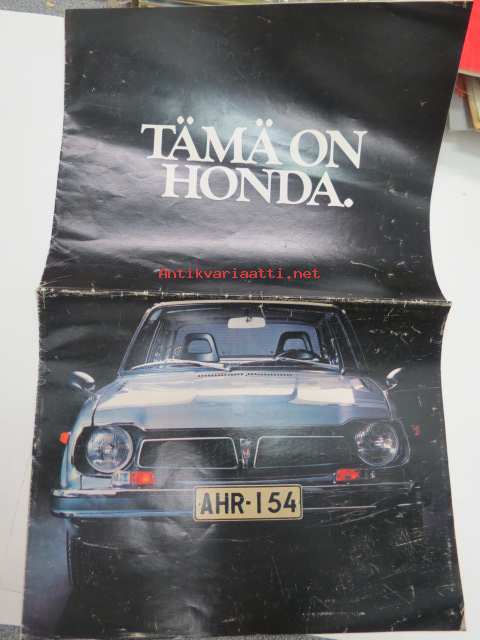 TÄMÄ ON
HONDA.
Antikvariaatti.net
AHR-154